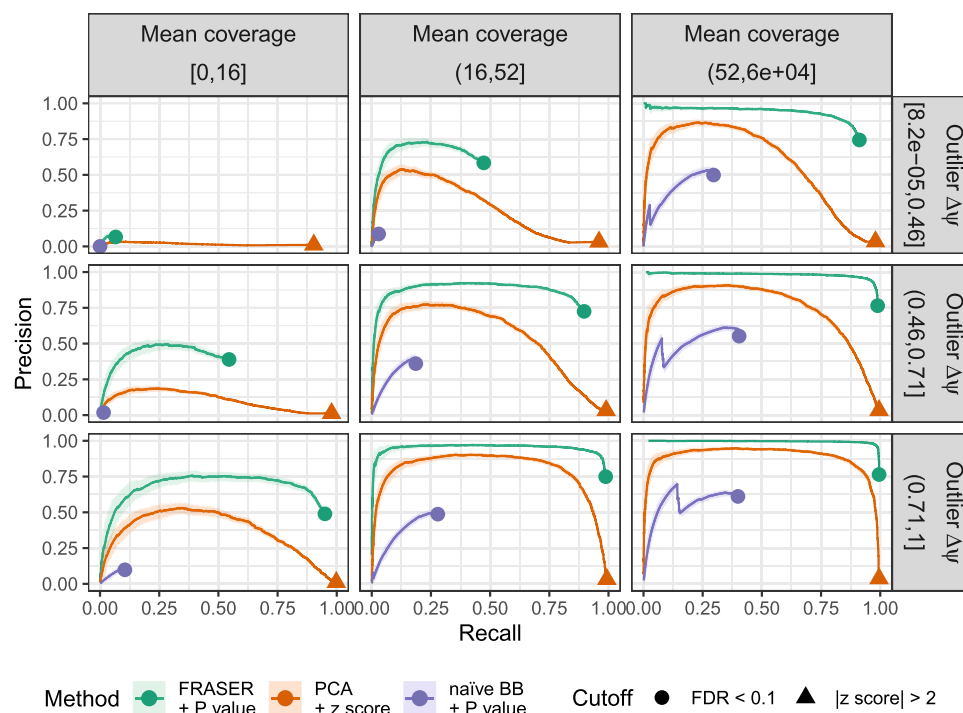 Mean coverage
[0,16]
Mean coverage
(16,52]
Mean coverage
(52,6e+04]
Precision
1.00
0.75
0.50
0.25
0.00
Outlier Δψ
[8.2e−05,0.46]
1.00
0.75
0.50
0.25
0.00
Outlier Δψ
(0.46,0.71]
1.00
0.75
0.50
0.25
0.00
Outlier Δψ
(0.71,1]
0.00 0.25 0.50 0.75 1.00
0.00 0.25 0.50 0.75 1.00
0.00 0.25 0.50 0.75 1.00
Recall
Method
FRASER
+ P value
PCA
+ z score
naïve BB
+ P value
Cutoff
FDR < 0.1
|z score| > 2